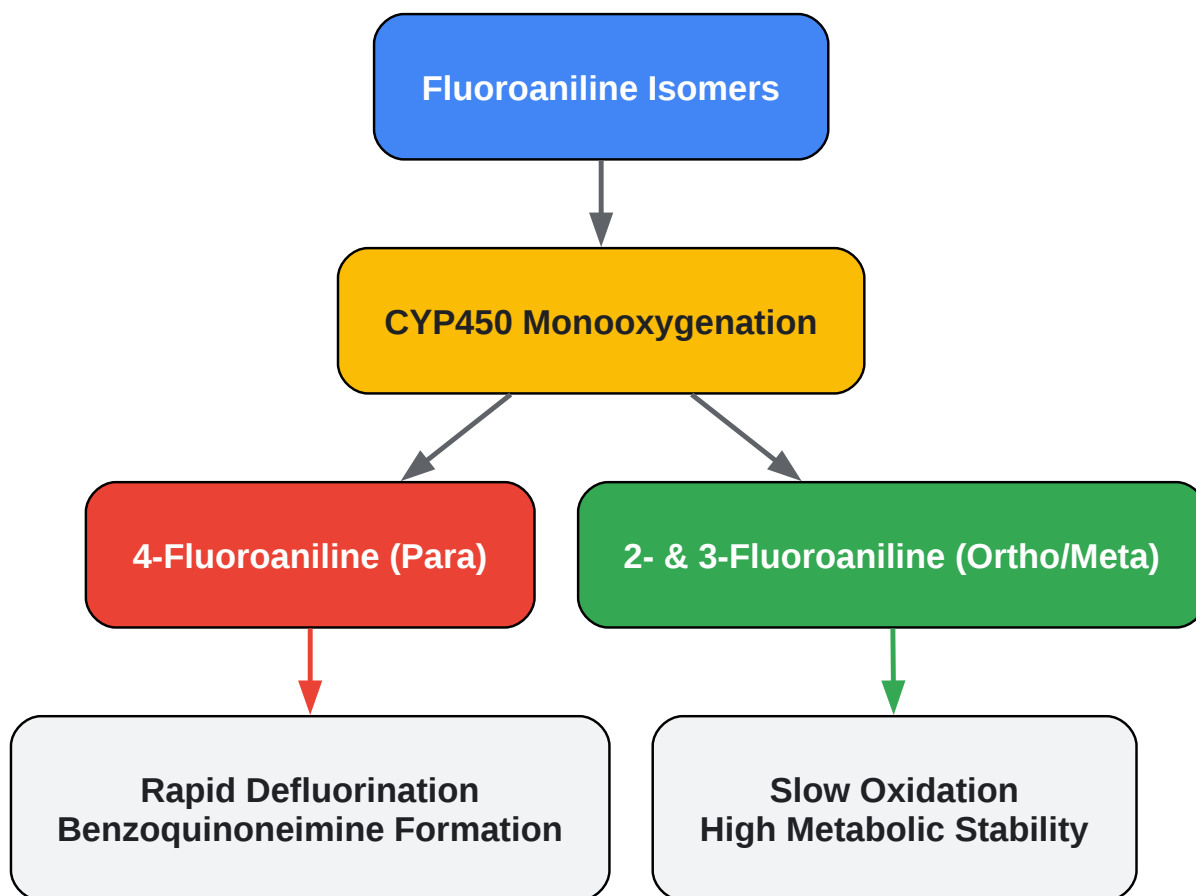 Fluoroaniline Isomers
CYP450 Monooxygenation
4-Fluoroaniline (Para)
2- & 3-Fluoroaniline (Ortho/Meta)
Rapid Defluorination
Benzoquinoneimine Formation
Slow Oxidation
High Metabolic Stability